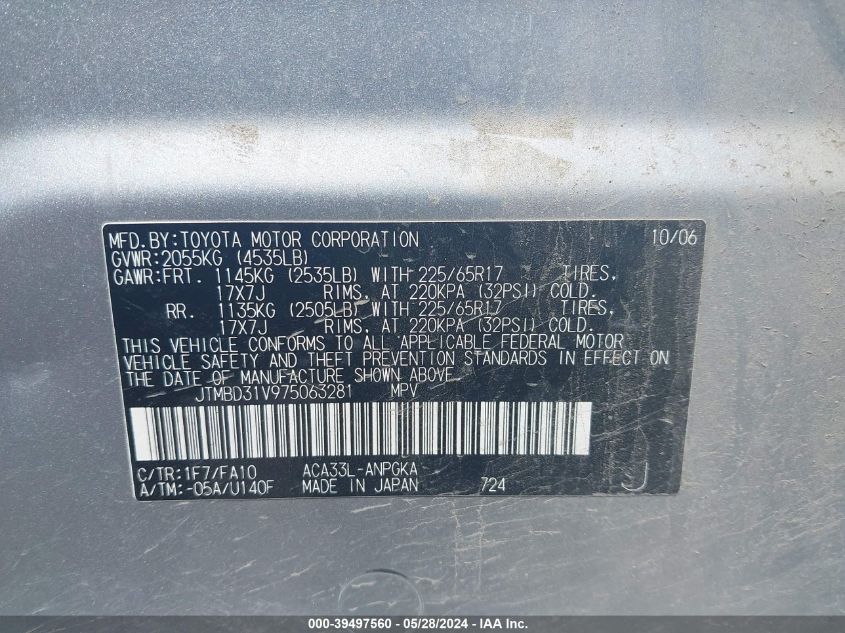 MFD.BY:TOYOTA MOTOR CORPORATION 10/06
GVWR:2055KG (4535LB)
GAWR:FRT. 1145KG (2535LB) WITH 225/65R17 TIRES,
17X7J RIMS, AT 220KPA (32PSI) COLD.
RR. 1135KG (2505LB) WITH 225/65R17 TIRES,
17X7J RIMS, AT 220KPA (32PSI) COLD.
THIS VEHICLE CONFORMS TO ALL APPLICABLE FEDERAL MOTOR
VEHICLE SAFETY AND THEFT PREVENTION STANDARDS IN EFFECT ON
THE DATE OF MANUFACTURE SHOWN ABOVE.
JTMBD31V975063281 MPV
C/TR:1F7/FA10 ACA33L-ANPGKA
A/TM:-05A/U140F MADE IN JAPAN 724 J
000-39497560 - 05/28/2024 - IAA Inc.